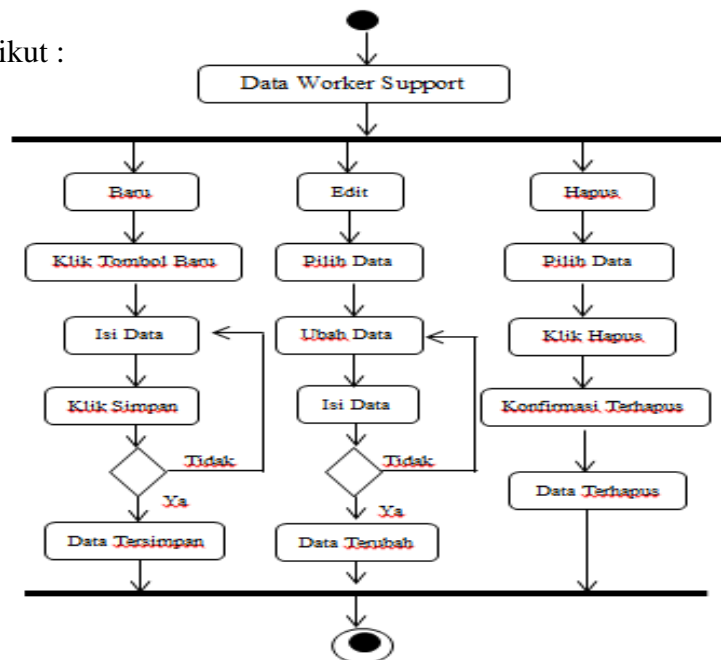 ikut :
Data Worker Support
Baru
Edit
Hapus
Klik Tombol Baru
Pilih Data
Pilih Data
Isi Data
Ubah Data
Klik Hapus
Klik Simpan
Isi Data
Konfirmasi Terhapus
Tidak
Tidak
Ya
Ya
Data Terhapus
Data Tersimpan
Data Terubah